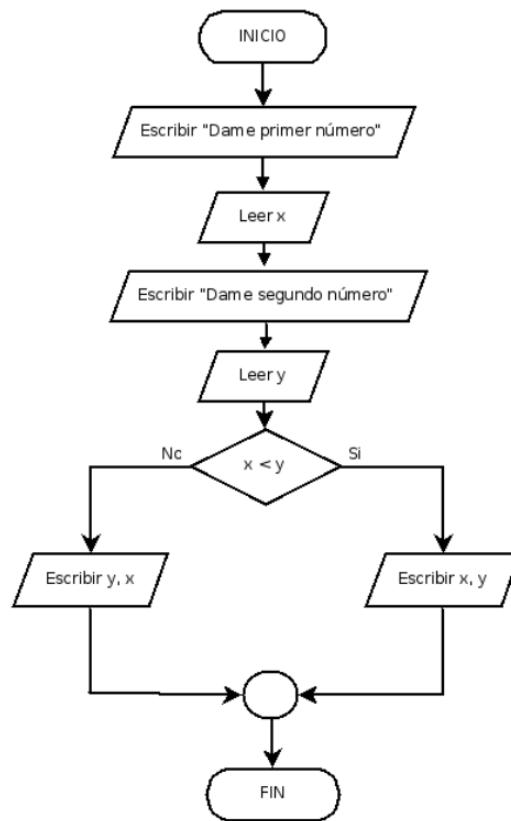 INICIO
Escribir "Dame primer número"
Leer x
Escribir "Dame segundo número"
Leer y
Nc
x < y
Si
Escribir y, x
Escribir x, y
FIN